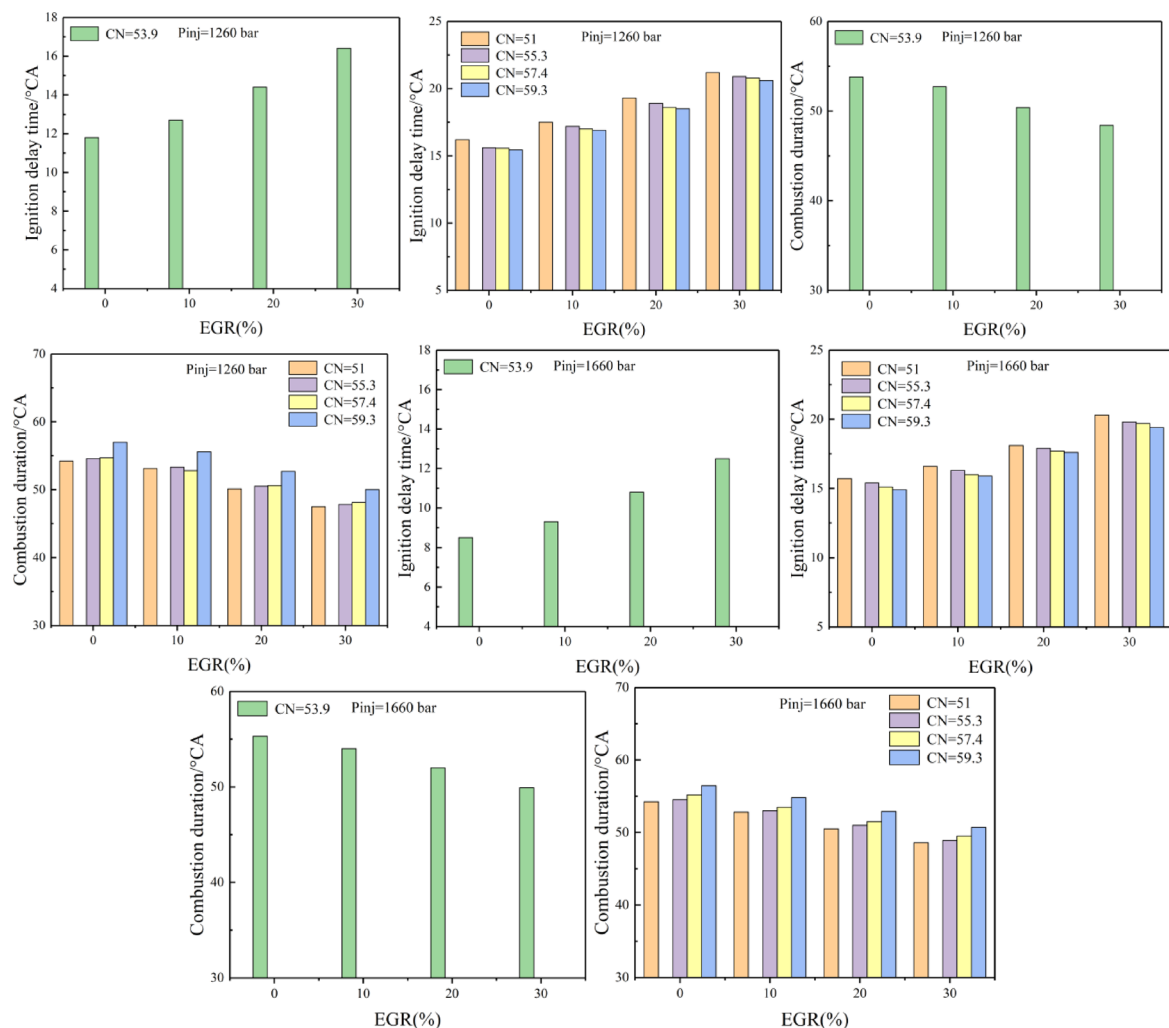 CN=53.9 Pinj=1260 bar
Ignition delay time/°CA
18
16
14
12
10
8
6
4
0 10 20 30
EGR(%)
Pinj=1260 bar
CN=51
CN=55.3
CN=57.4
CN=59.3
Ignition delay time/°CA
25
20
15
10
5
0 10 20 30
EGR(%)
CN=53.9 Pinj=1260 bar
Combustion duration/°CA
60
50
40
30
0 10 20 30
EGR(%)
Pinj=1260 bar
CN=51
CN=55.3
CN=57.4
CN=59.3
Combustion duration/°CA
70
60
50
40
30
0 10 20 30
EGR(%)
CN=53.9 Pinj=1660 bar
Ignition delay time/°CA
18
16
14
12
10
8
6
4
0 10 20 30
EGR(%)
Pinj=1660 bar
CN=51
CN=55.3
CN=57.4
CN=59.3
Ignition delay time/°CA
25
20
15
10
5
0 10 20 30
EGR(%)
CN=53.9 Pinj=1660 bar
Combustion duration/°CA
60
50
40
30
0 10 20 30
EGR(%)
Pinj=1660 bar
CN=51
CN=55.3
CN=57.4
CN=59.3
Combustion duration/°CA
70
60
50
40
30
0 10 20 30
EGR(%)